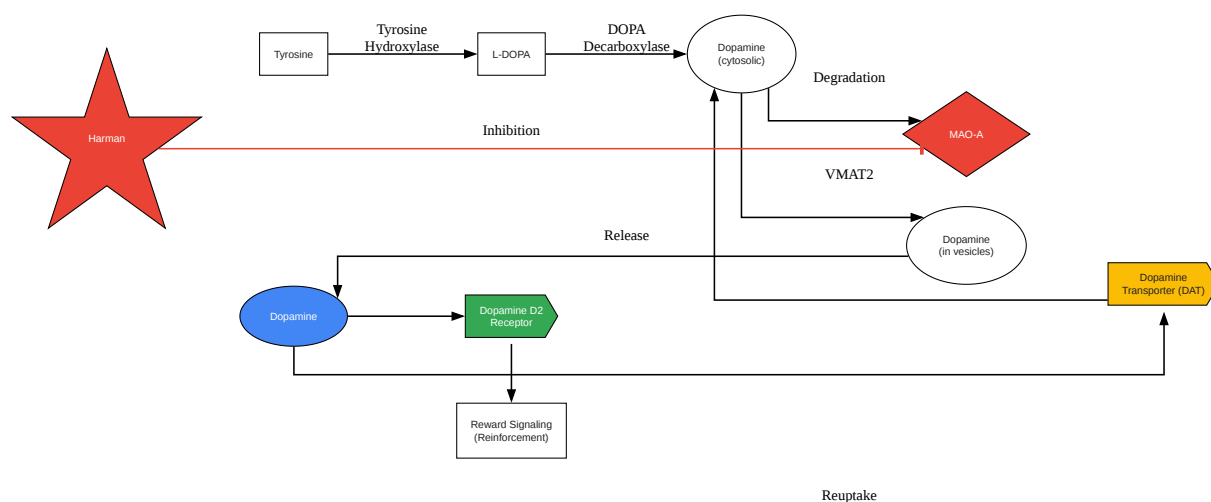 Tyrosine
Hydroxylase
DOPA
Decarboxylase
Tyrosine
L-DOPA
Dopamine
(cytosolic)
Degradation
Harman
Inhibition
MAO-A
VMAT2
Release
Dopamine
(in vesicles)
Dopamine
Transporter (DAT)
Dopamine
Dopamine D2
Receptor
Reward Signaling
(Reinforcement)
Reuptake